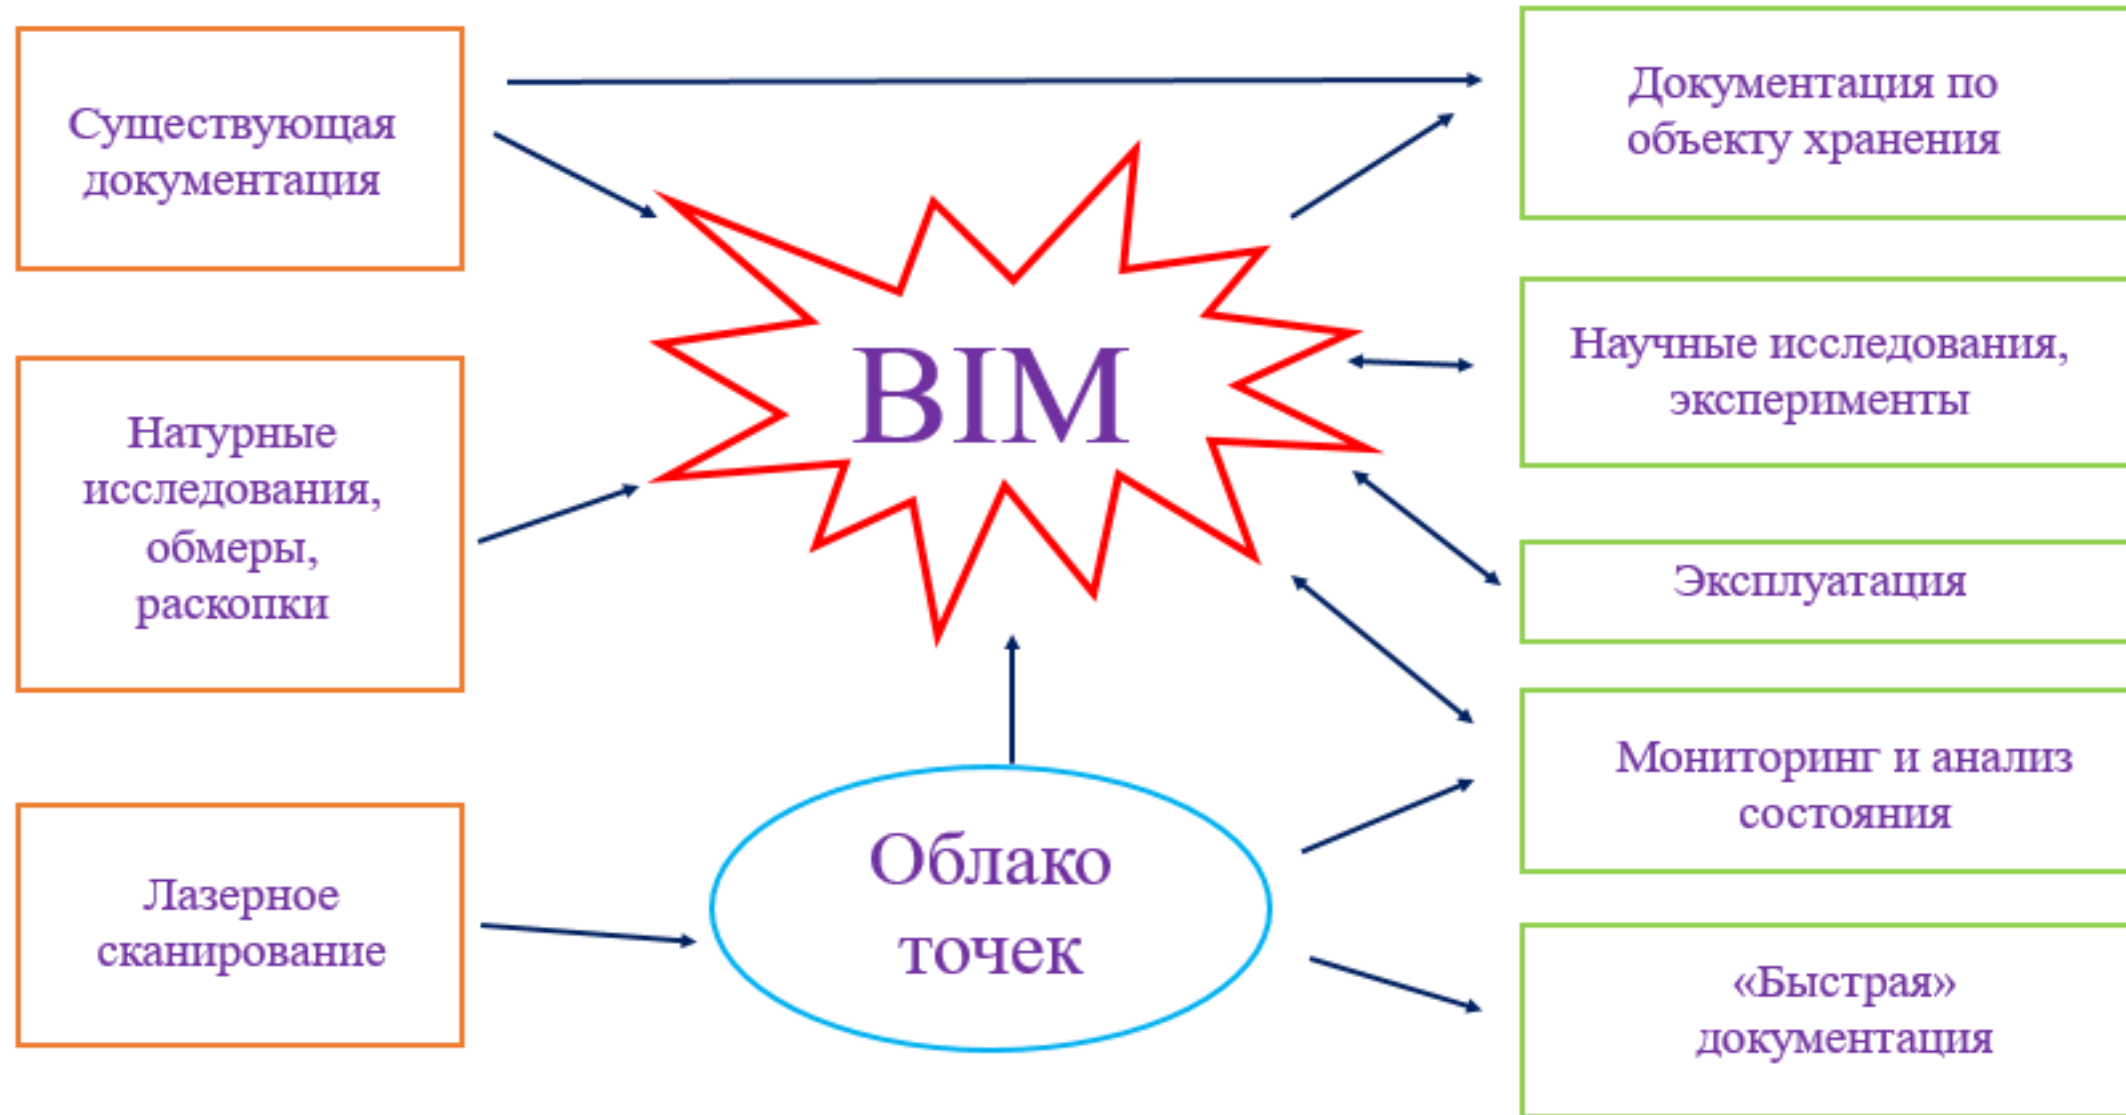 Существующая
документация
Натурные
исследования,
обмеры,
раскопки
Лазерное
сканирование
BIM
Облако
точек
Документация по
объекту хранения
Научные исследования,
эксперименты
Эксплуатация
Мониторинг и анализ
состояния
«Быстрая»
документация